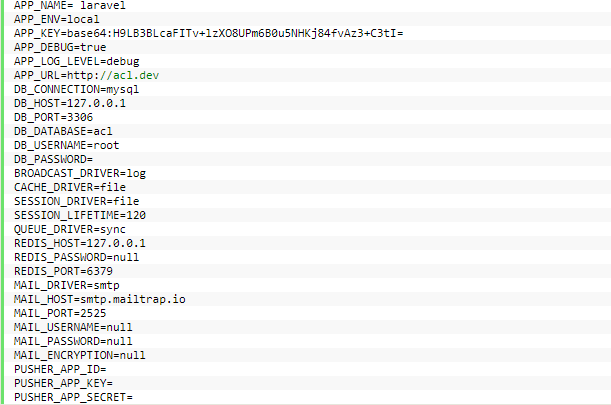 APP_NAME= laravel
APP_ENV=local
APP_KEY=base64:H9LB3BLcaFITv+lzXO8UPm6B0u5NHKj84fvAz3+C3tI=
APP_DEBUG=true
APP_LOG_LEVEL=debug
APP_URL=http://acl.dev
DB_CONNECTION=mysql
DB_HOST=127.0.0.1
DB_PORT=3306
DB_DATABASE=acl
DB_USERNAME=root
DB_PASSWORD=
BROADCAST_DRIVER=log
CACHE_DRIVER=file
SESSION_DRIVER=file
SESSION_LIFETIME=120
QUEUE_DRIVER=sync
REDIS_HOST=127.0.0.1
REDIS_PASSWORD=null
REDIS_PORT=6379
MAIL_DRIVER=smtp
MAIL_HOST=smtp.mailtrap.io
MAIL_PORT=2525
MAIL_USERNAME=null
MAIL_PASSWORD=null
MAIL_ENCRYPTION=null
PUSHER_APP_ID=
PUSHER_APP_KEY=
PUSHER_APP_SECRET=